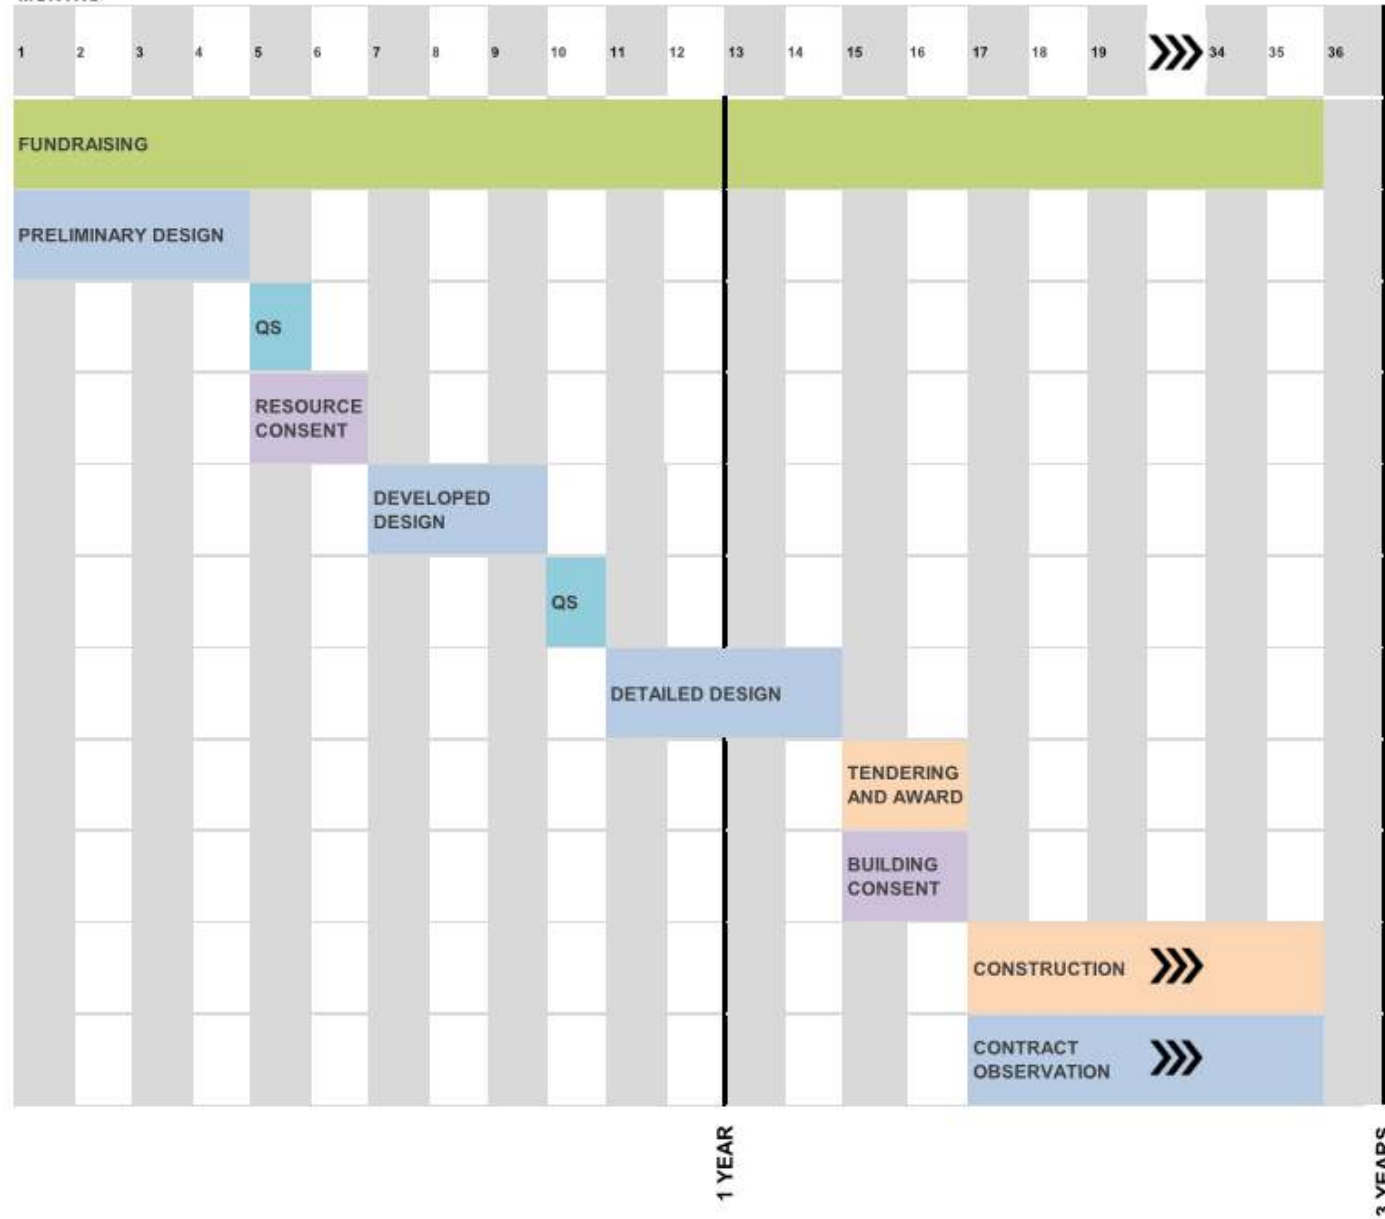 1 2 3 4 5 6 7 8 9 10 11 12 13 14 15 16 17 18 19 34 35 36
FUNDRAISING
PRELIMINARY DESIGN
QS
RESOURCE
CONSENT
DEVELOPED
DESIGN
QS
DETAILED DESIGN
TENDERING
AND AWARD
BUILDING
CONSENT
CONSTRUCTION
CONTRACT
OBSERVATION
1 YEAR
3 YEARS